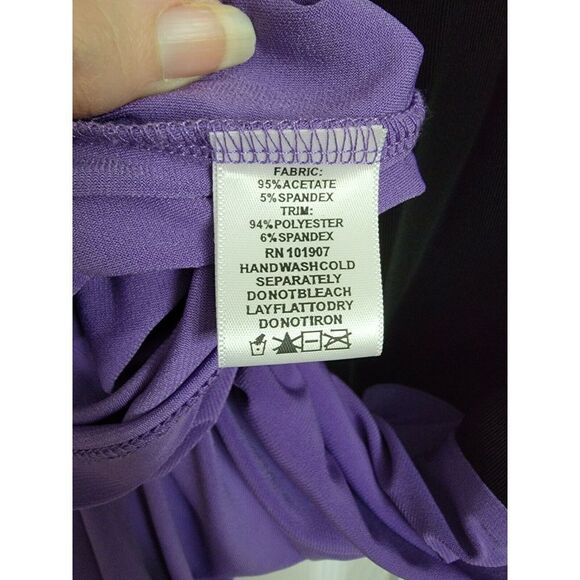 FABRIC:
95%ACETATE
5%SPANDEX
TRIM:
94%POLYESTER
6%SPANDEX
RN 101907
HANDWASHCOLD
SEPARATELY
DONOTBLEACH
LAYFLATTODRY
DONOTIRON